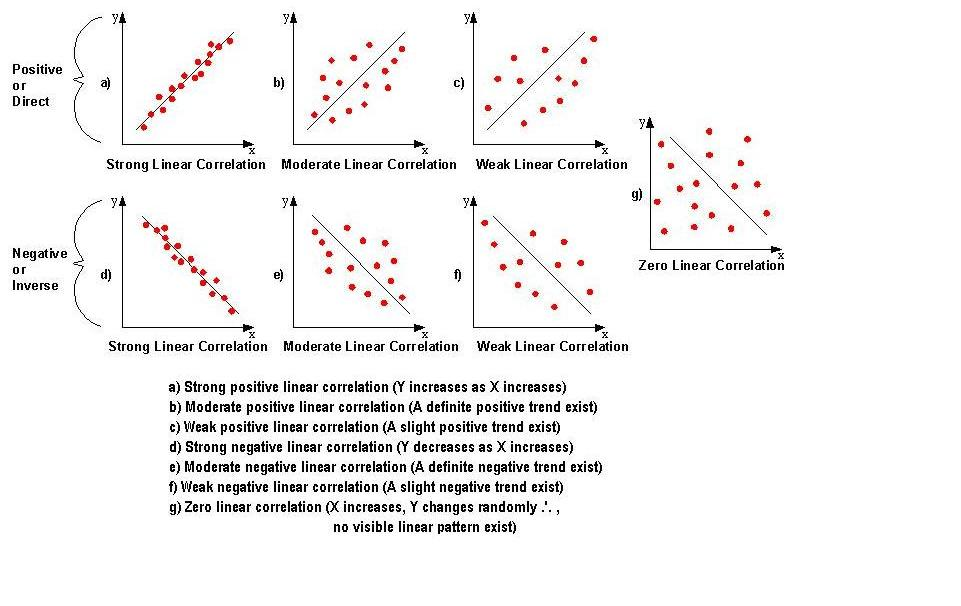 Positive
or
Direct
a)
y
x
Strong Linear Correlation
b)
y
x
Moderate Linear Correlation
c)
y
x
Weak Linear Correlation
Negative
or
Inverse
d)
y
x
Strong Linear Correlation
e)
y
x
Moderate Linear Correlation
f)
y
x
Weak Linear Correlation
g)
y
x
Zero Linear Correlation
a) Strong positive linear correlation (Y increases as X increases)
b) Moderate positive linear correlation (A definite positive trend exist)
c) Weak positive linear correlation (A slight positive trend exist)
d) Strong negative linear correlation (Y decreases as X increases)
e) Moderate negative linear correlation (A definite negative trend exist)
f) Weak negative linear correlation (A slight negative trend exist)
g) Zero linear correlation (X increases, Y changes randomly ∴ ,
no visible linear pattern exist)